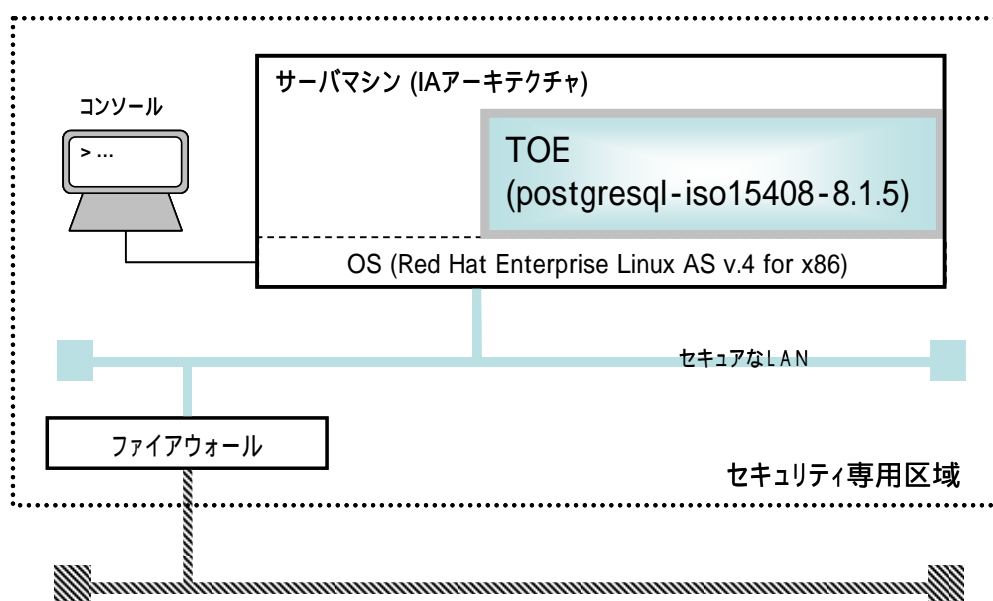 サーバマシン (IAアーキテクチャ)
コンソール
> ...
TOE
(postgresql-iso15408-8.1.5)
OS (Red Hat Enterprise Linux AS v.4 for x86)
セキュアなLAN
ファイアウォール
セキュリティ専用区域